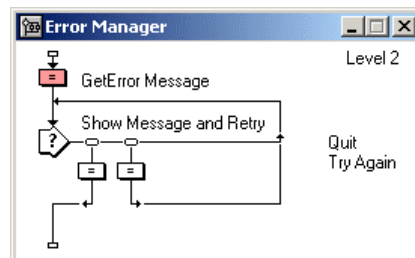 Error Manager
Level 2
=
GetError Message
Show Message and Retry
?
Quit
= =
Try Again